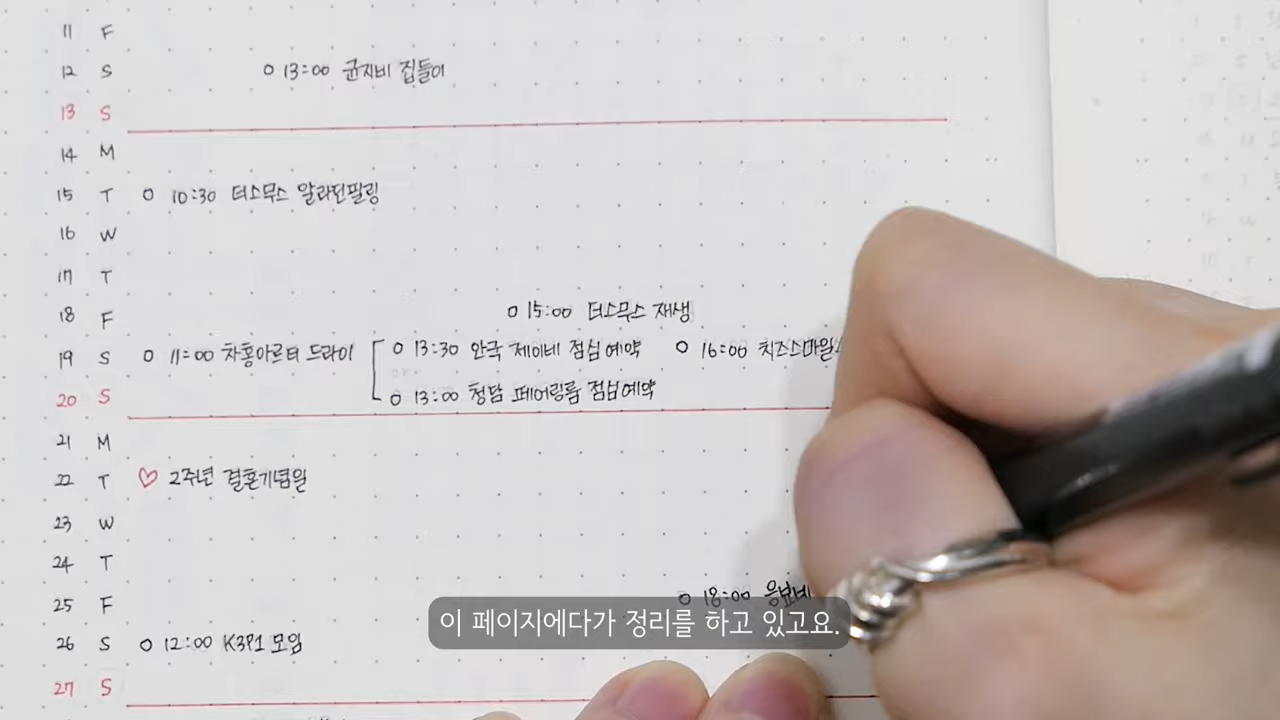 11 F
12 S ㅇ 13:00 균지비 집들이
13 S
14 M
15 T ㅇ 10:30 더스무스 알라딘필링
16 W
17 T
18 F ㅇ 15:00 더스무스 재생
19 S ㅇ 11:00 차홍아르더 드라이 ㅇ 13:30 안국 제이네 점심 예약 ㅇ 16:00 치즈스마일
20 S ㅇ 13:00 청담 페어링룸 점심예약
21 M
22 T ♡ 2주년 결혼기념일
23 W
24 T
25 F ㅇ 18:00
26 S ㅇ 12:00 K3P1 모임
27 S
이 페이지에다가 정리를 하고 있고요.